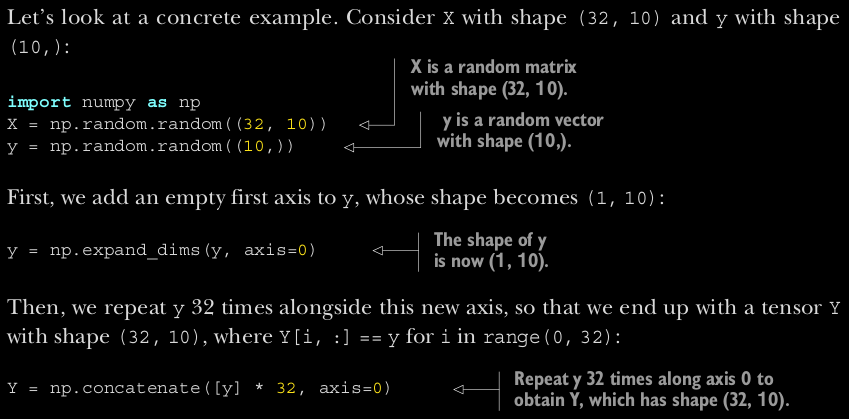 Let's look at a concrete example. Consider X with shape (32, 10) and y with shape
(10,):
X is a random matrix
with shape (32, 10).
import numpy as np
X = np.random.random((32, 10))
y = np.random.random((10,))
y is a random vector
with shape (10,).
First, we add an empty first axis to y, whose shape becomes (1, 10):
y = np.expand_dims(y, axis=0)
The shape of y
is now (1, 10).
Then, we repeat y 32 times alongside this new axis, so that we end up with a tensor Y
with shape (32, 10), where Y[i, :] == y for i in range(0, 32):
Y = np.concatenate([y] * 32, axis=0)
Repeat y 32 times along axis 0 to
obtain Y, which has shape (32, 10).